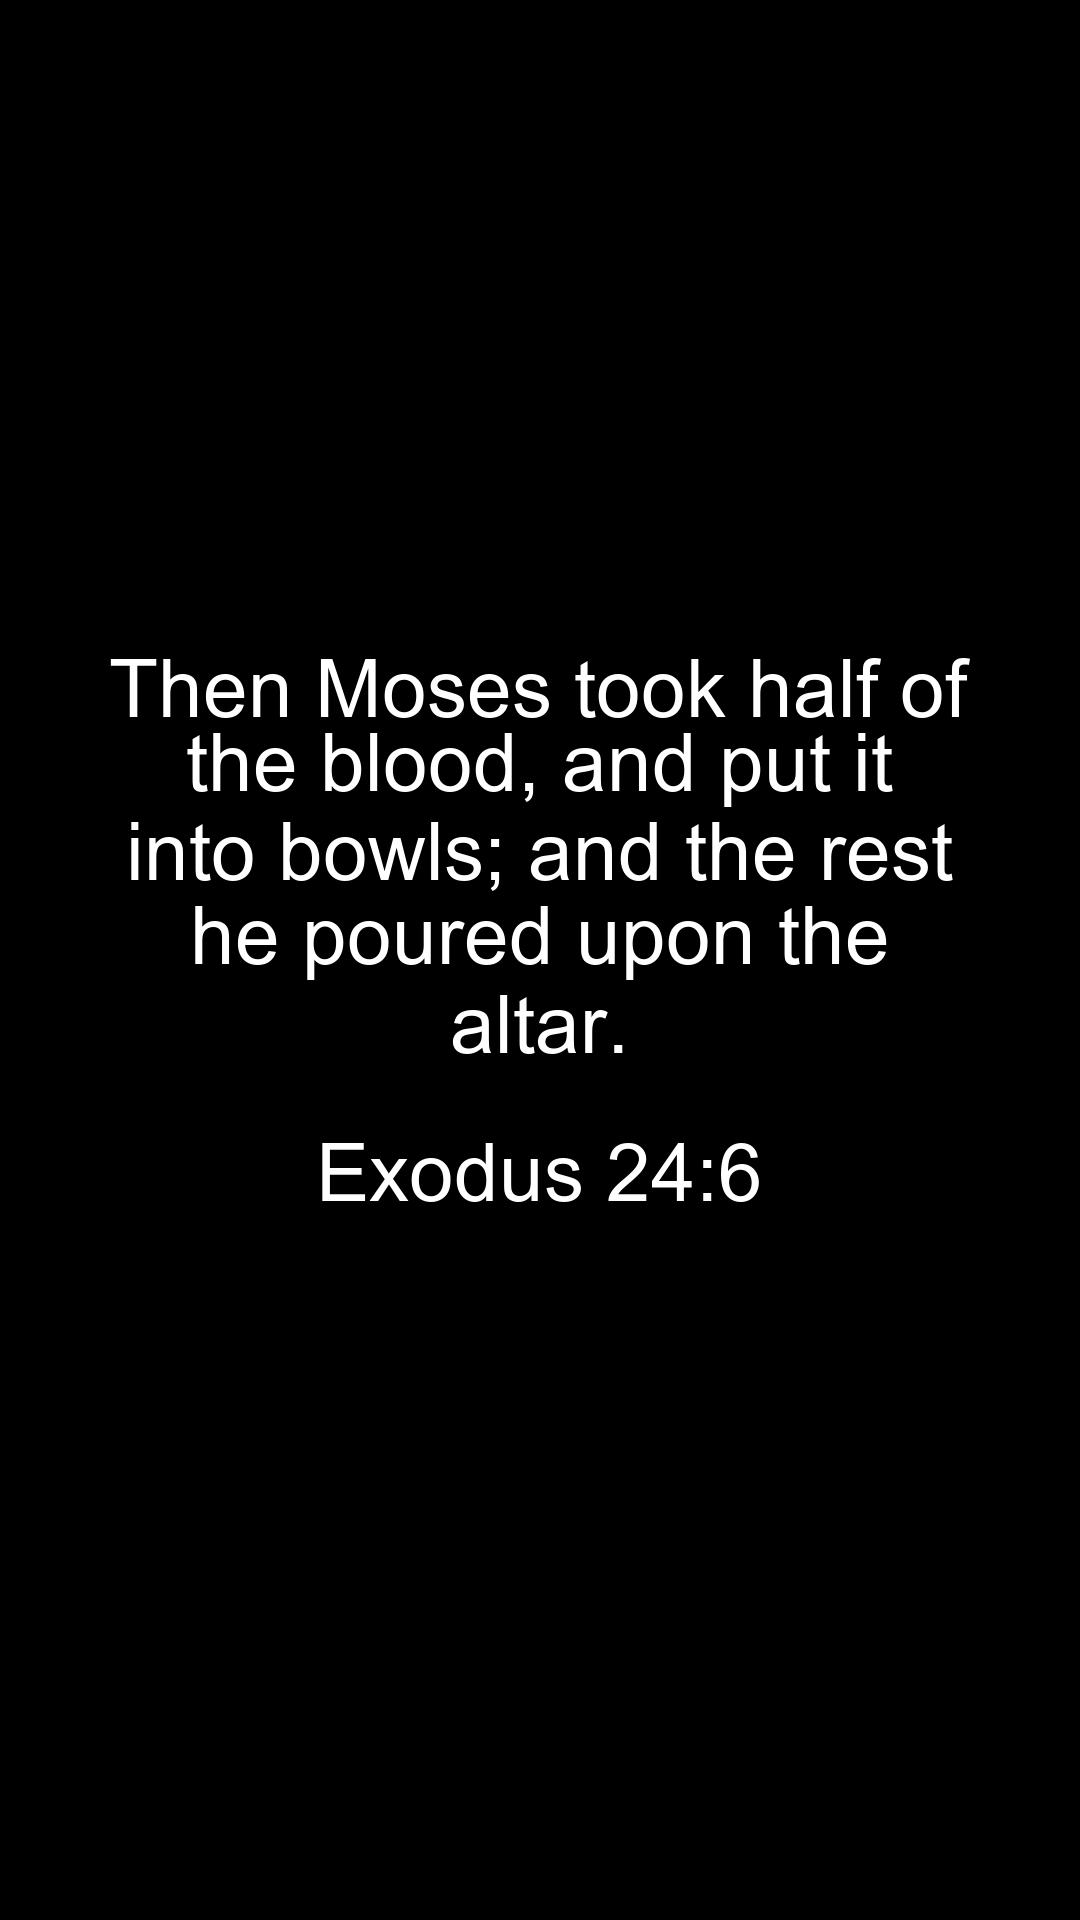 Then Moses took half of
the blood, and put it
into bowls; and the rest
he poured upon the
altar.
Exodus 24:6